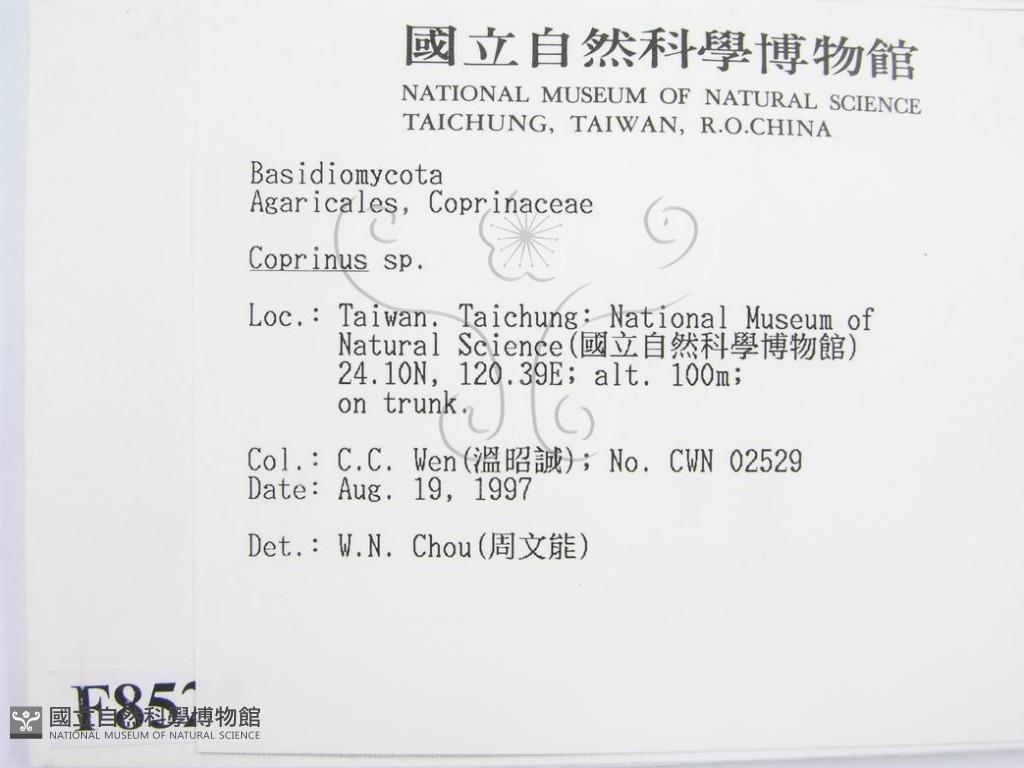 國立自然科學博物館
NATIONAL MUSEUM OF NATURAL SCIENCE
TAICHUNG, TAIWAN, R.O.CHINA
Basidiomycota
Agaricales, Coprinaceae
Coprinus sp.
Loc.: Taiwan. Taichung: National Museum of
Natural Science(國立自然科學博物館)
24.10N, 120.39E; alt. 100m;
on trunk.
Col.: C.C. Wen(溫昭誠); No. CWN 02529
Date: Aug. 19, 1997
Det.: W.N. Chou(周文能)
F852
國立自然科學博物館
NATIONAL MUSEUM OF NATURAL SCIENCE